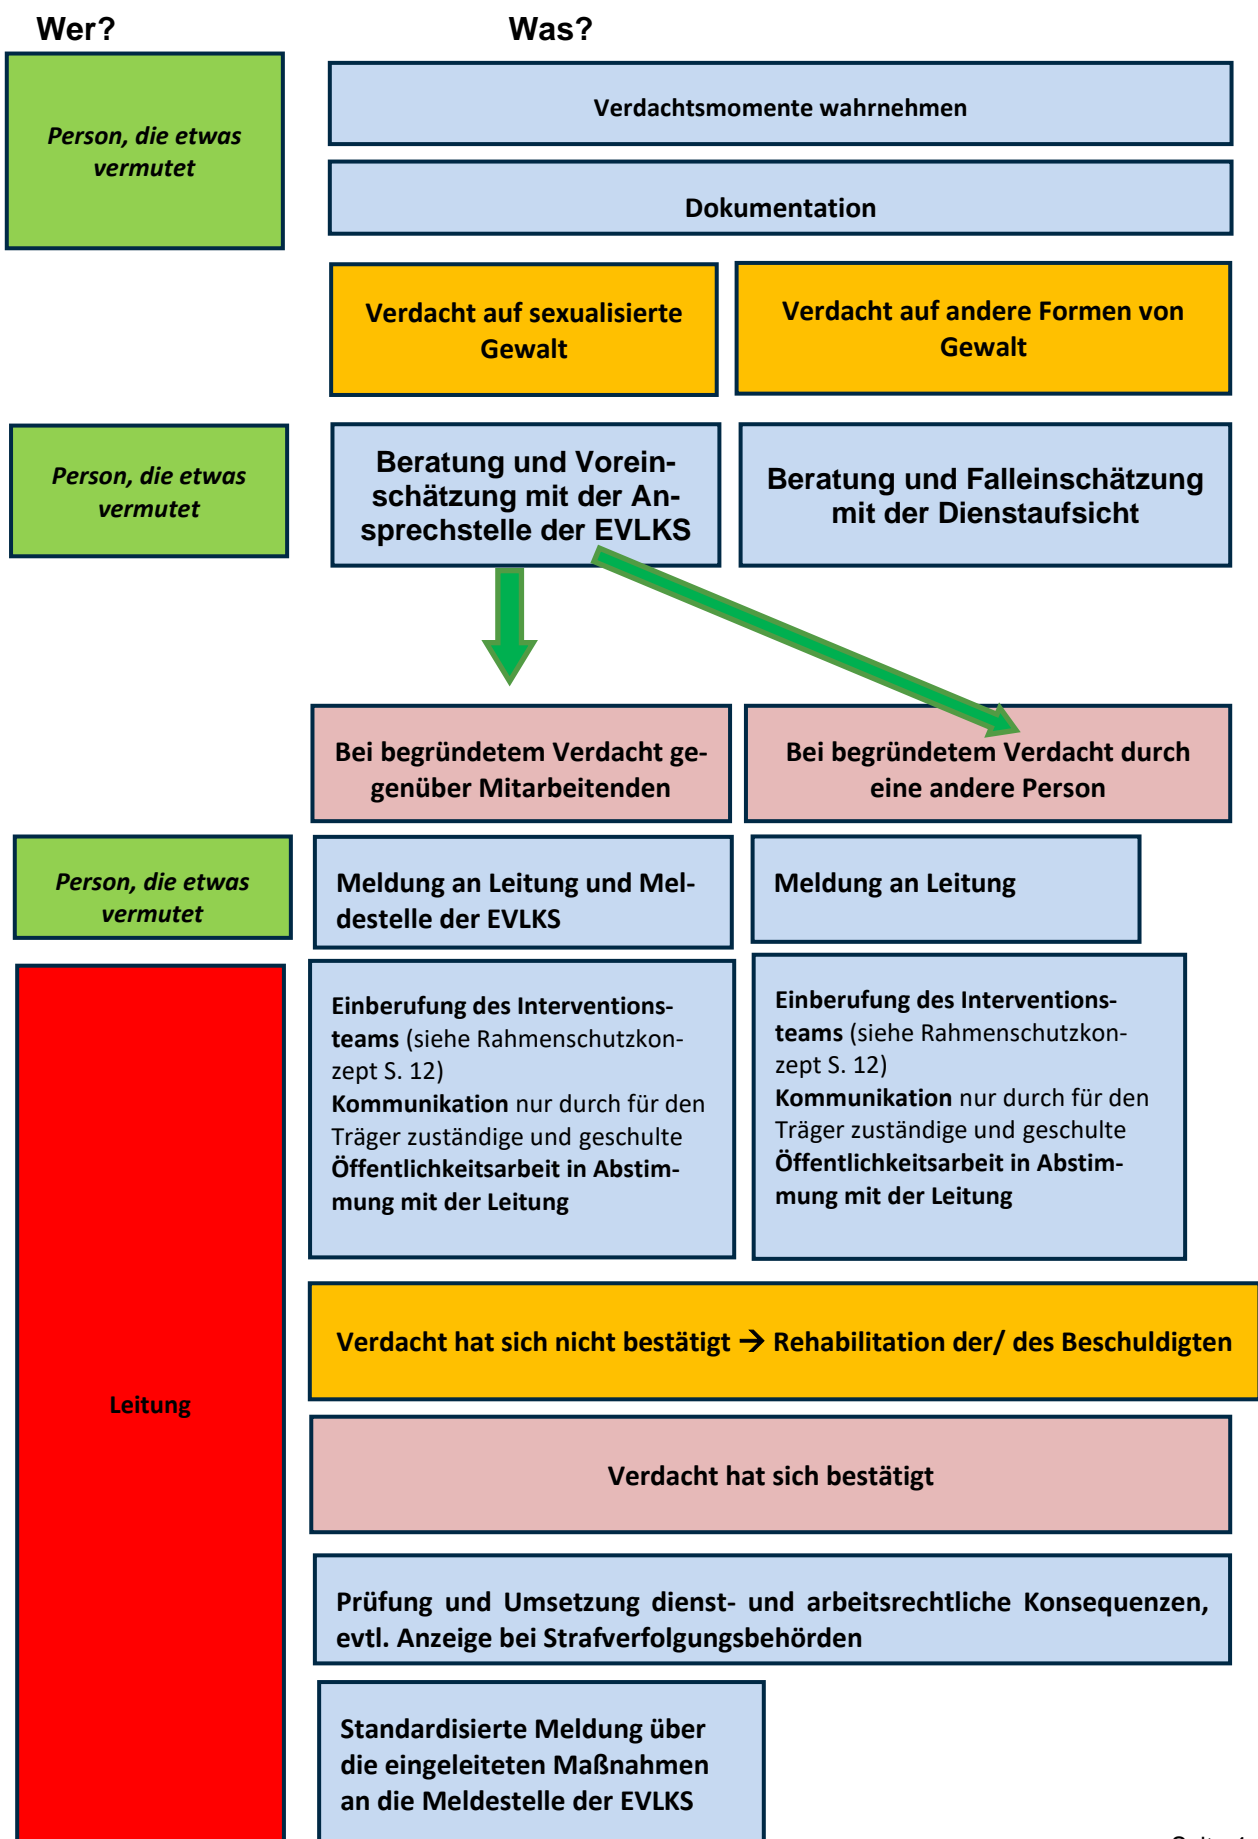 Wer?
Was?
Person, die etwas
vermutet
Verdachtsmomente wahrnehmen
Dokumentation
Verdacht auf sexualisierte
Gewalt
Verdacht auf andere Formen von
Gewalt
Person, die etwas
vermutet
Beratung und Vorein-
schätzung mit der An-
sprechstelle der EVLKS
Beratung und Falleinschätzung
mit der Dienstaufsicht
Bei begründetem Verdacht ge-
genüber Mitarbeitenden
Bei begründetem Verdacht durch
eine andere Person
Person, die etwas
vermutet
Meldung an Leitung und Mel-
destelle der EVLKS
Meldung an Leitung
Leitung
Einberufung des Interventions-
teams (siehe Rahmenschutzkon-
zept S. 12)
Kommunikation nur durch für den
Träger zuständige und geschulte
Öffentlichkeitsarbeit in Abstim-
mung mit der Leitung
Einberufung des Interventions-
teams (siehe Rahmenschutzkon-
zept S. 12)
Kommunikation nur durch für den
Träger zuständige und geschulte
Öffentlichkeitsarbeit in Abstim-
mung mit der Leitung
Verdacht hat sich nicht bestätigt → Rehabilitation der/ des Beschuldigten
Verdacht hat sich bestätigt
Prüfung und Umsetzung dienst- und arbeitsrechtliche Konsequenzen,
evtl. Anzeige bei Strafverfolgungsbehörden
Standardisierte Meldung über
die eingeleiteten Maßnahmen
an die Meldestelle der EVLKS